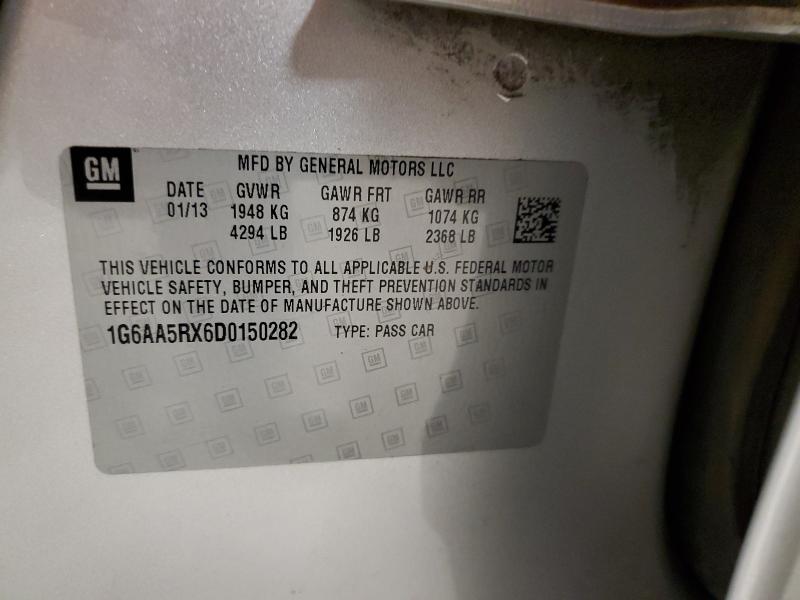 GM
MFD BY GENERAL MOTORS LLC
DATE GVWR GAWR FRT GAWR RR
01/13 1948 KG 874 KG 1074 KG
4294 LB 1926 LB 2368 LB
THIS VEHICLE CONFORMS TO ALL APPLICABLE U.S. FEDERAL MOTOR
VEHICLE SAFETY, BUMPER, AND THEFT PREVENTION STANDARDS IN
EFFECT ON THE DATE OF MANUFACTURE SHOWN ABOVE.
1G6AA5RX6D0150282 TYPE: PASS CAR